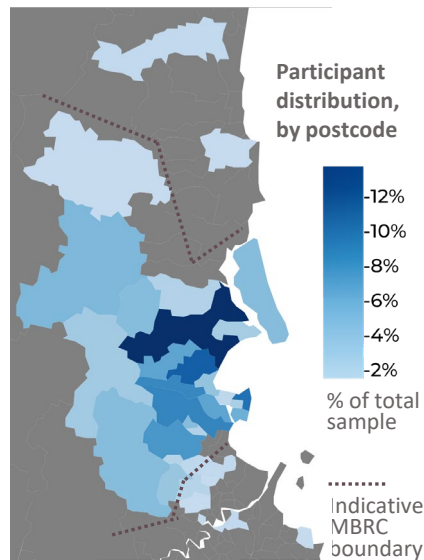 Participant
distribution,
by postcode
-12%
-10%
-8%
-6%
-4%
-2%
% of total
sample
Indicative
MBRC
boundary